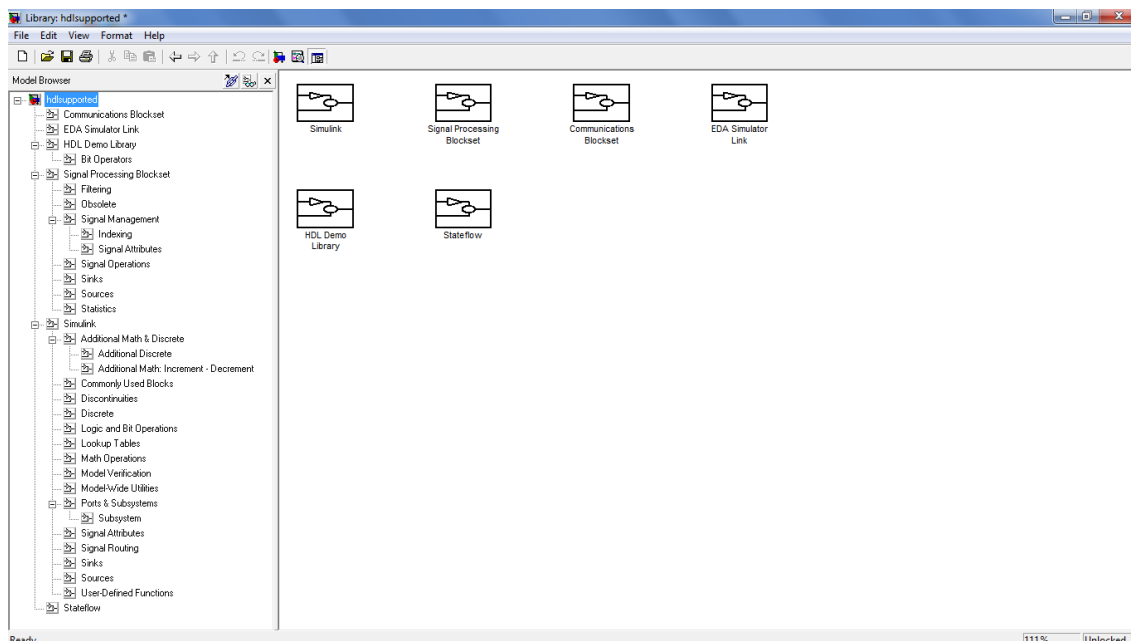 Library: hdlsupported *
File Edit View Format Help
Model Browser
hdlsupported
Communications Blockset
EDA Simulator Link
HDL Demo Library
Bit Operators
Signal Processing Blockset
Filtering
Obsolete
Signal Management
Indexing
Signal Attributes
Signal Operations
Sinks
Sources
Statistics
Simulink
Additional Math & Discrete
Additional Discrete
Additional Math: Increment - Decrement
Commonly Used Blocks
Discontinuities
Discrete
Logic and Bit Operations
Lookup Tables
Math Operations
Model Verification
Model-Wide Utilities
Ports & Subsystems
Subsystem
Signal Attributes
Signal Routing
Sinks
Sources
User-Defined Functions
Stateflow
Simulink
Signal Processing
Blockset
Communications
Blockset
EDA Simulator
Link
HDL Demo
Library
Stateflow
Ready
111%
Unlocked